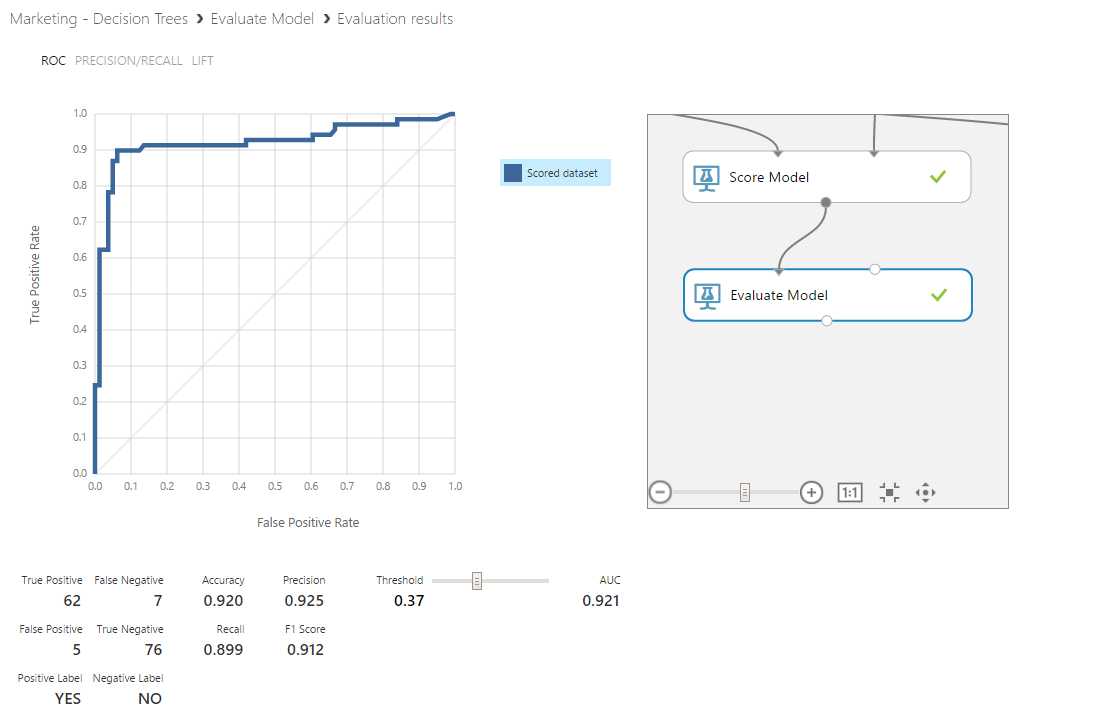 Marketing - Decision Trees › Evaluate Model › Evaluation results
ROC PRECISION/RECALL LIFT
1.0
0.9
0.8
0.7
0.6
0.5
0.4
0.3
0.2
0.1
0.0
True Positive Rate
0.0 0.1 0.2 0.3 0.4 0.5 0.6 0.7 0.8 0.9 1.0
False Positive Rate
Scored dataset
Score Model
Evaluate Model
1:1
True Positive False Negative Accuracy Precision Threshold AUC
62 7 0.920 0.925 0.37 0.921
False Positive True Negative Recall F1 Score
5 76 0.899 0.912
Positive Label Negative Label
YES NO